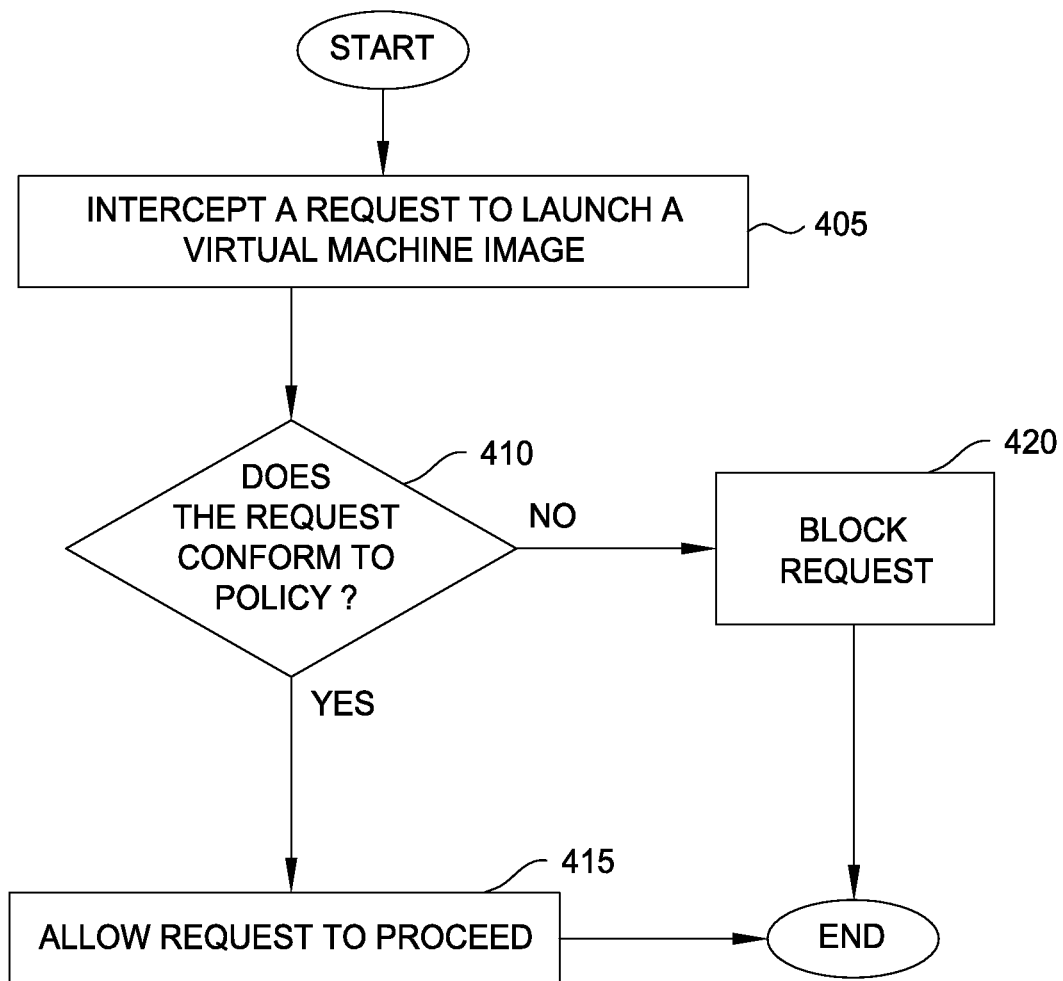 START
INTERCEPT A REQUEST TO LAUNCH A
VIRTUAL MACHINE IMAGE
405
DOES
THE REQUEST
CONFORM TO
POLICY ?
410
NO
BLOCK
REQUEST
420
YES
ALLOW REQUEST TO PROCEED
415
END